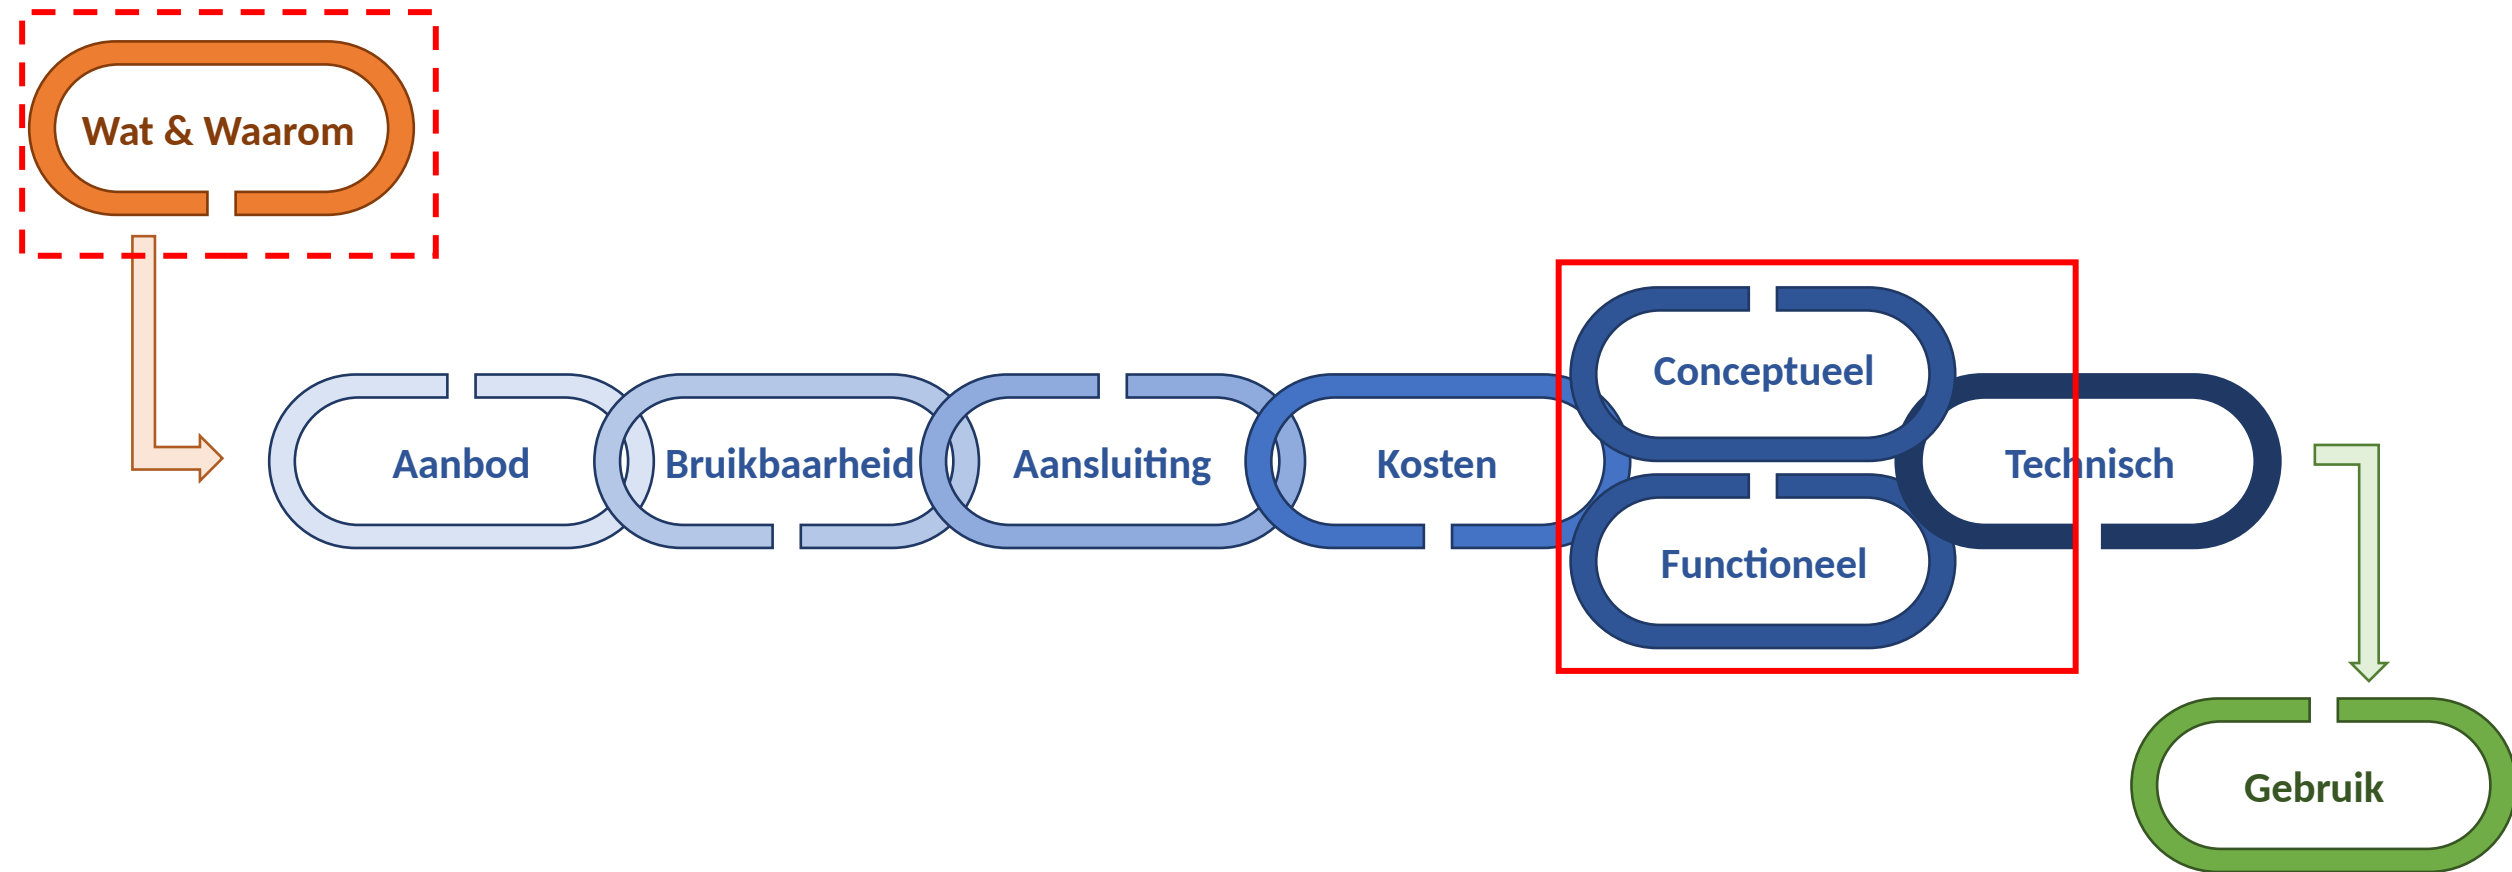 Wat & Waarom
Aanbod
Bruikbaarheid
Aansluiting
Kosten
Conceptueel
Functioneel
Technisch
Gebruik